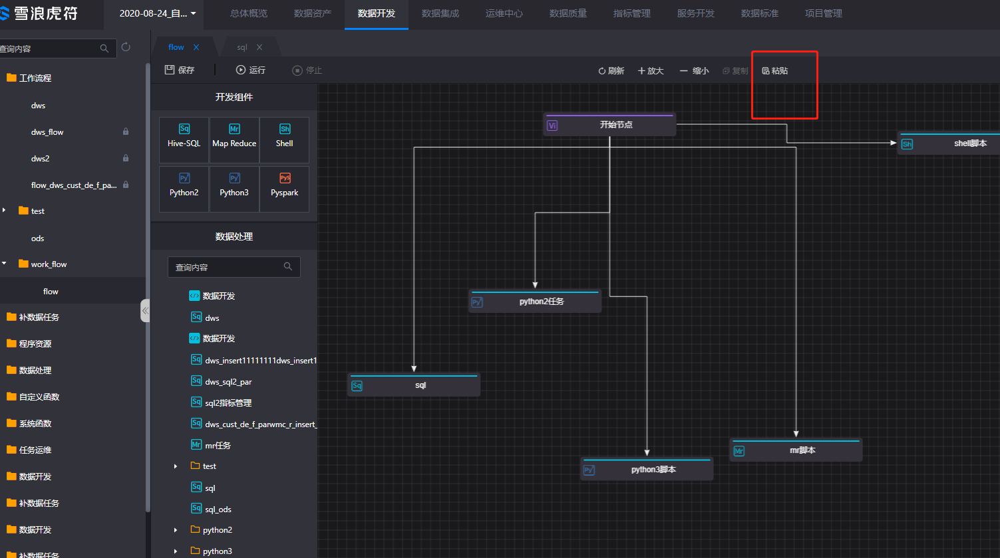 雪浪虎符
2020-08-24_自...
总体概览
数据资产
数据开发
数据集成
运维中心
数据质量
指标管理
服务开发
数据标准
项目管理
查询内容
工作流程
dws
dws_flow
dws2
flow_dws_cust_de_f_pa...
test
ods
work_flow
flow
补数据任务
程序资源
数据处理
自定义函数
系统函数
任务运维
数据开发
补数据任务
数据开发
补数据任务
flow
sql
保存
运行
停止
刷新
放大
缩小
复制
粘贴
开发组件
Sq
Hive-SQL
Mr
Map Reduce
Sh
Shell
Py2
Python2
Py3
Python3
PyS
Pyspark
数据处理
查询内容
数据开发
Sq dws
数据开发
Sq dws_insert11111111dws_insert1
Sq dws_sql2_par
Sq sql2指标管理
Sq dws_cust_de_f_parwmc_r_insert_
Mr mr任务
test
Sq sql
Sq sql_ods
python2
python3
Vi 开始节点
Sh shell脚本
Py2 python2任务
Sq sql
Mr mr脚本
Py3 python3脚本